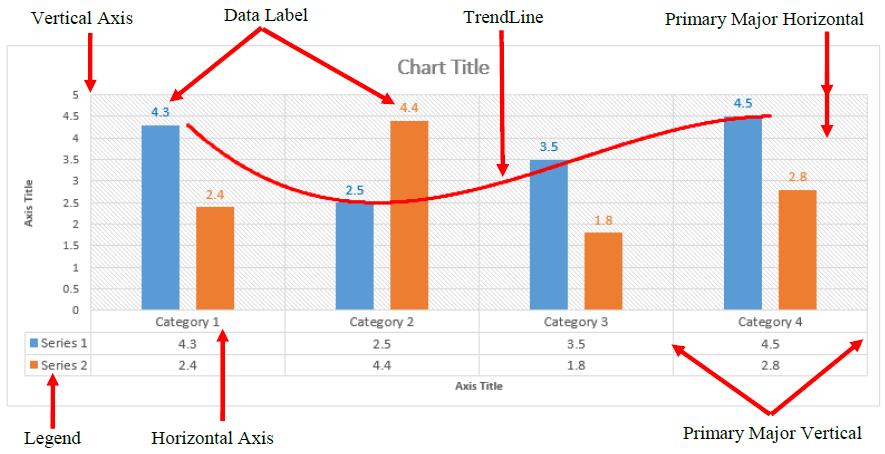 Vertical Axis
Data Label
TrendLine
Primary Major Horizontal
Chart Title
5
4.5
4
3.5
3
2.5
2
1.5
1
0.5
0
Axis Title
4.3
2.4
2.5
4.4
3.5
1.8
4.5
2.8
Category 1 Category 2 Category 3 Category 4
Series 1 4.3 2.5 3.5 4.5
Series 2 2.4 4.4 1.8 2.8
Axis Title
Legend
Horizontal Axis
Primary Major Vertical